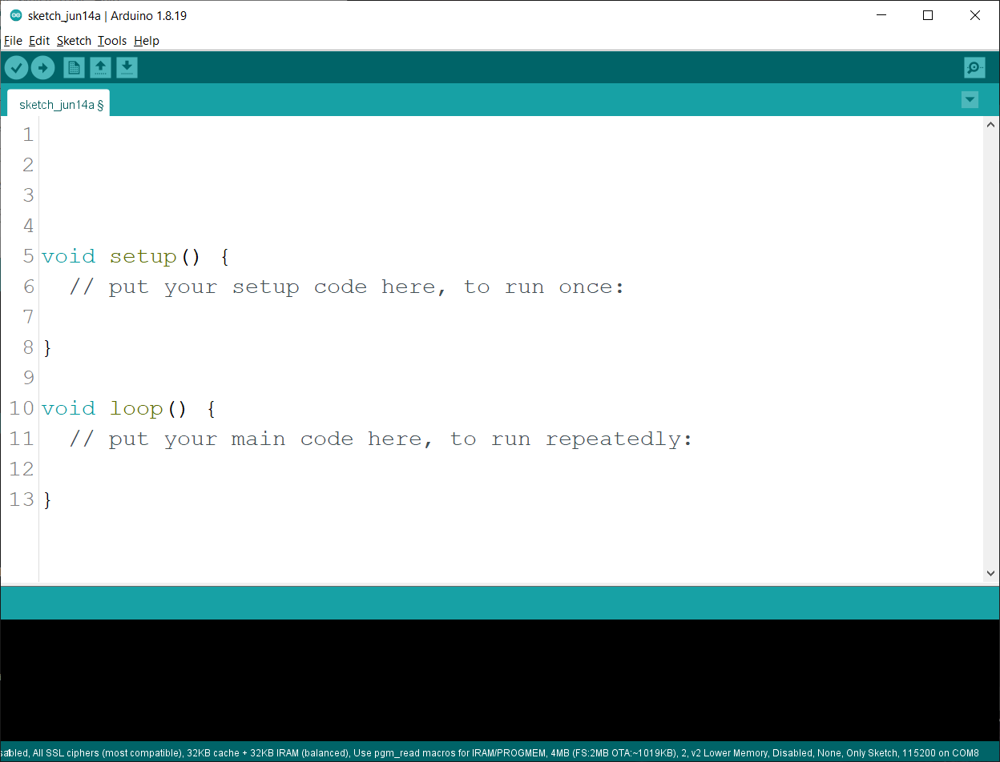 sketch_jun14a | Arduino 1.8.19
File Edit Sketch Tools Help
sketch_jun14a §
1
2
3
4
5 void setup() {
6 // put your setup code here, to run once:
7
8 }
9
10 void loop() {
11 // put your main code here, to run repeatedly:
12
13 }
All SSL ciphers (most compatible), 32KB cache + 32KB IRAM (balanced), Use pgm_read macros for IRAM/PROGMEM, 4MB (FS:2MB OTA:~1019KB), 2, v2 Lower Memory, Disabled, None, Only Sketch, 115200 on COM8